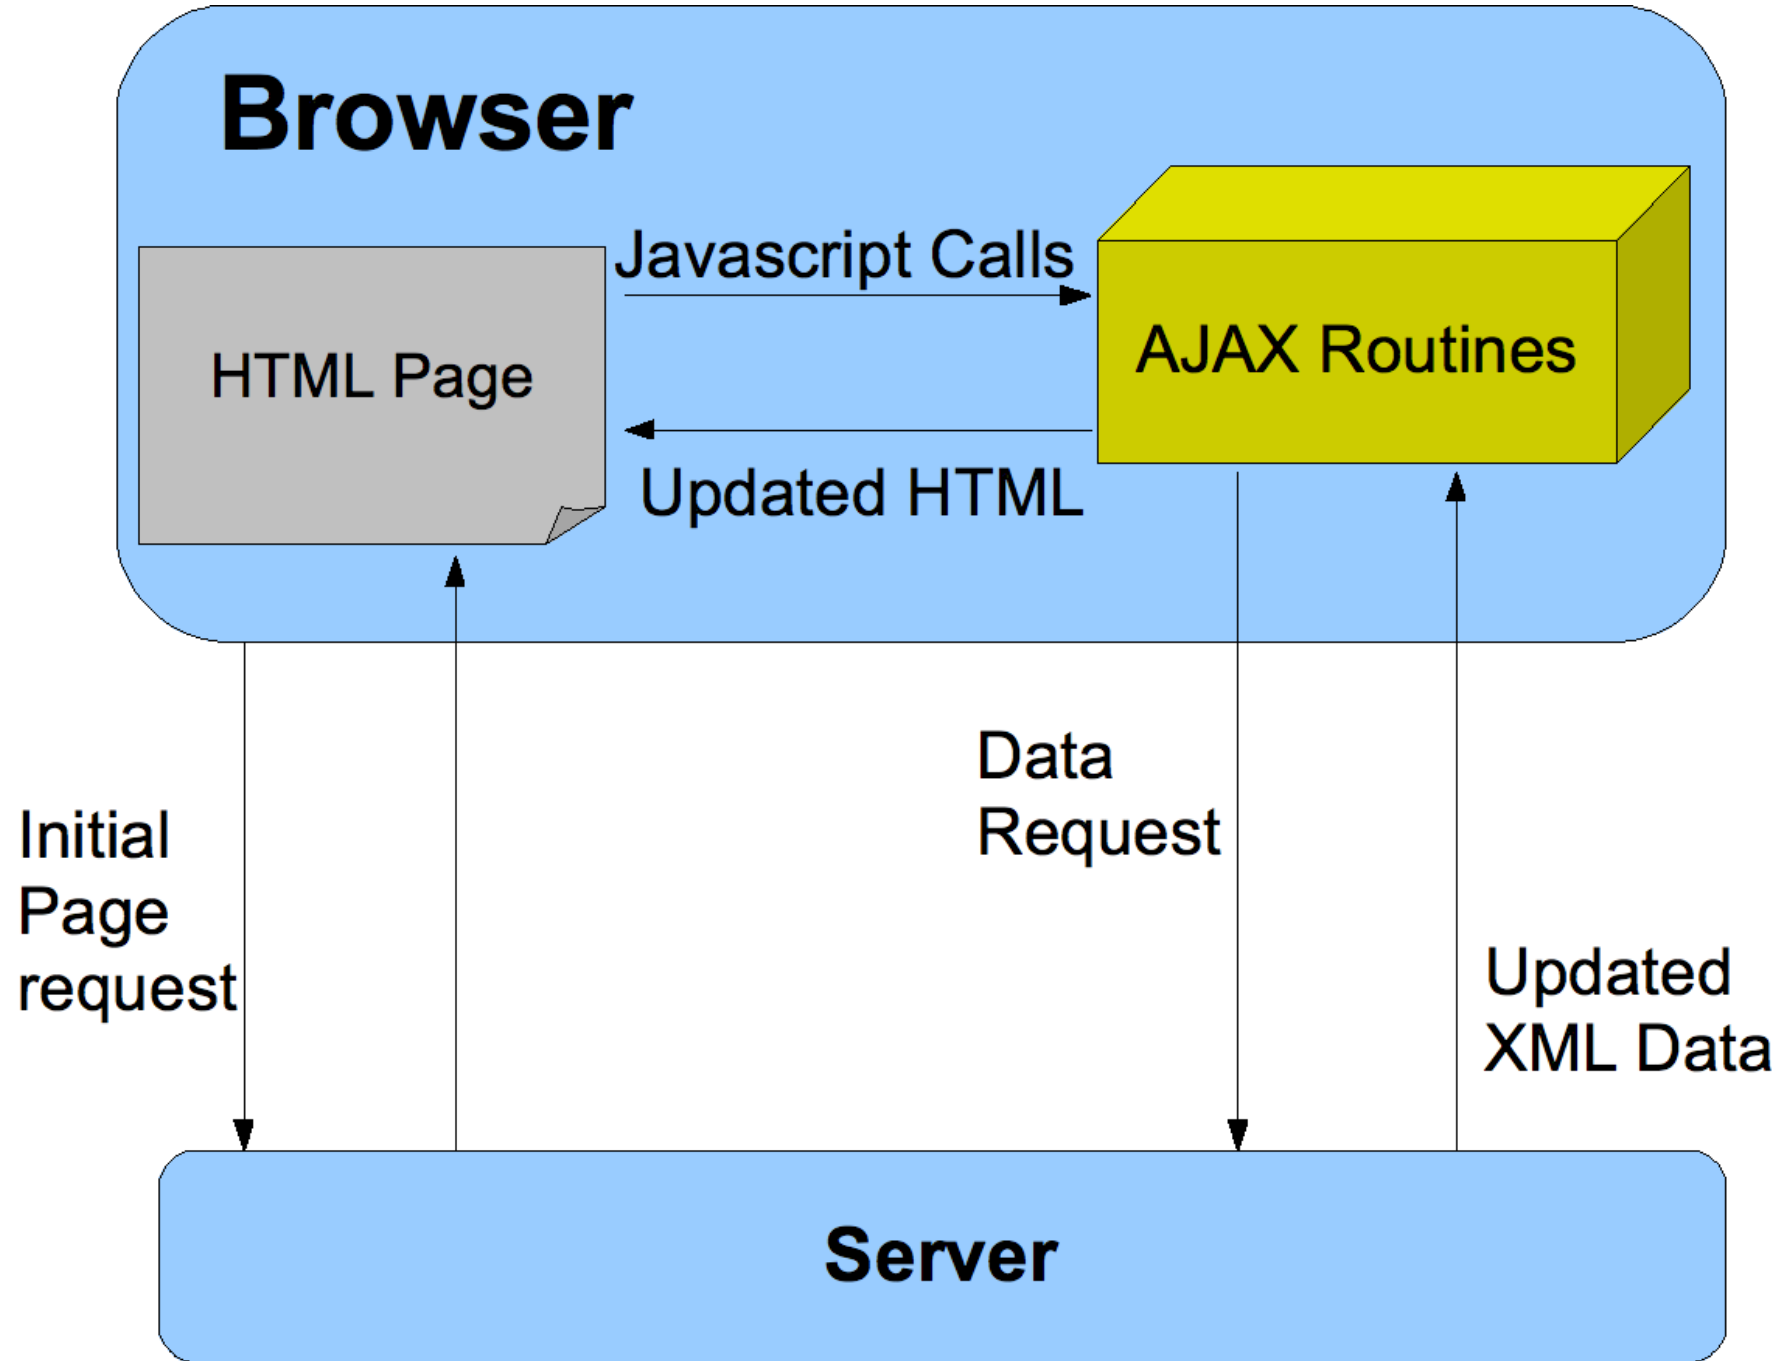 Browser
Javascript Calls
HTML Page
AJAX Routines
Updated HTML
Initial
Page
request
Data
Request
Updated
XML Data
Server